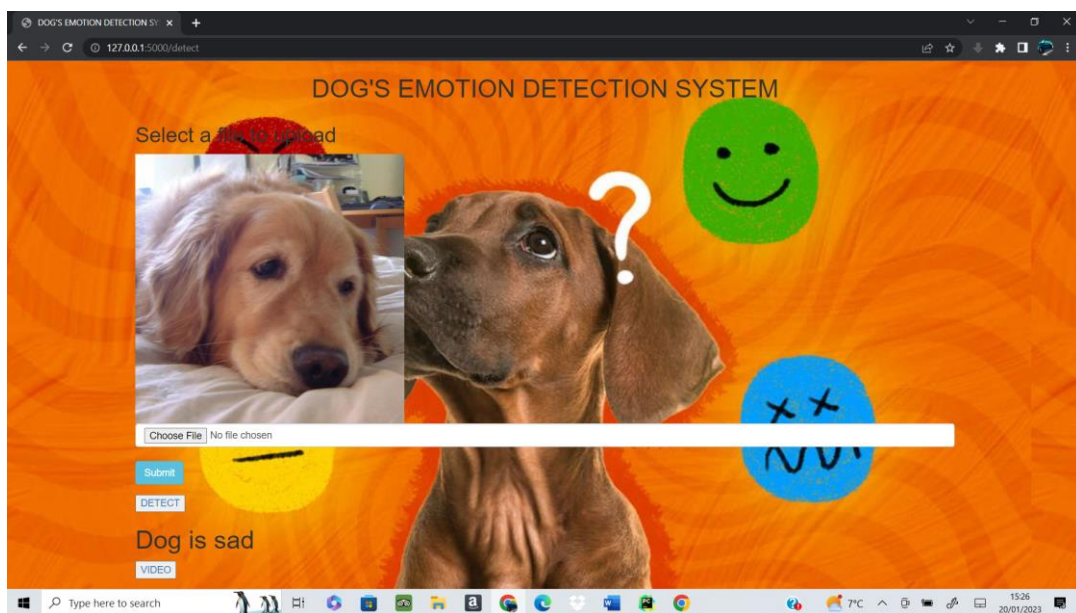 DOG'S EMOTION DETECTION SY
127.0.0.1:5000/detect
DOG'S EMOTION DETECTION SYSTEM
Select a file to upload
?
Choose File No file chosen
Submit
DETECT
Dog is sad
VIDEO
Type here to search
7°C
15:26
20/01/2023